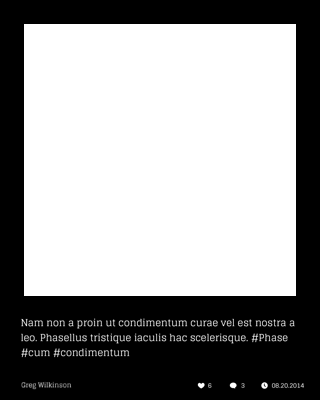 Nam non a proin ut condimentum curae vel est nostra a
leo. Phasellus tristique iaculis hac scelerisque. #Phase
#cum #condimentum
Greg Wilkinson 6 3 08.20.2014